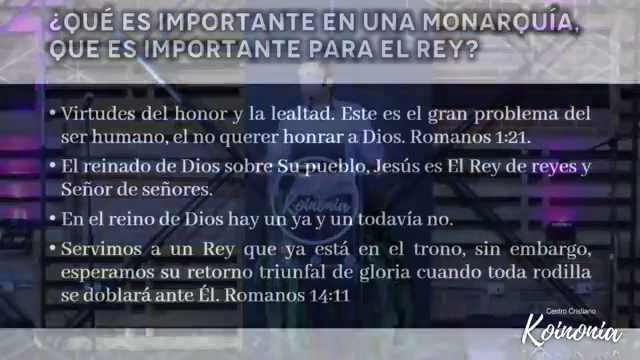 ¿QUÉ ES IMPORTANTE EN UNA MONARQUÍA,
QUE ES IMPORTANTE PARA EL REY?
• Virtudes del honor y la lealtad. Este es el gran problema del
ser humano, el no querer honrar a Dios. Romanos 1:21.
• El reinado de Dios sobre Su pueblo, Jesús es El Rey de reyes y
Señor de señores.
• En el reino de Dios hay un ya y un todavía no.
• Servimos a un Rey que ya está en el trono, sin embargo,
esperamos su retorno triunfal de gloria cuando toda rodilla
se doblará ante Él. Romanos 14:11
Koinonia
Centro Cristiano
Koinonia